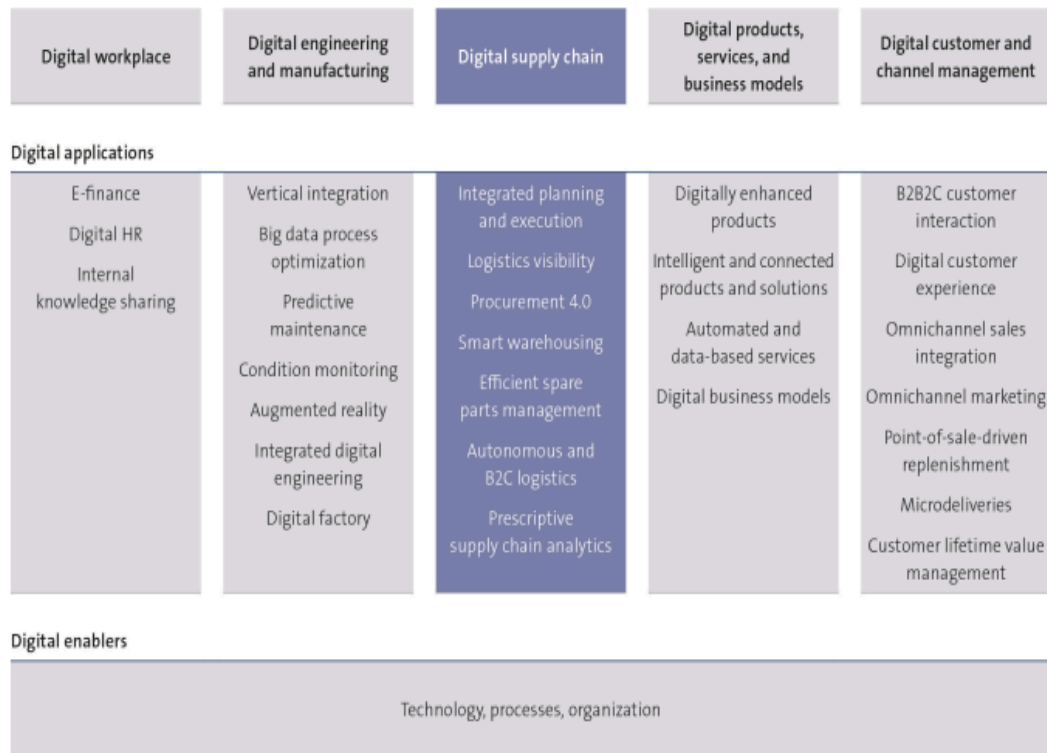 Digital workplace
Digital engineering
and manufacturing
Digital supply chain
Digital products,
services, and
business models
Digital customer and
channel management
Digital applications
E-finance
Digital HR
Internal
knowledge sharing
Vertical integration
Big data process
optimization
Predictive
maintenance
Condition monitoring
Augmented reality
Integrated digital
engineering
Digital factory
Integrated planning
and execution
Logistics visibility
Procurement 4.0
Smart warehousing
Efficient spare
parts management
Autonomous and
B2C logistics
Prescriptive
supply chain analytics
Digitally enhanced
products
Intelligent and connected
products and solutions
Automated and
data-based services
Digital business models
B2B2C customer
interaction
Digital customer
experience
Omnichannel sales
integration
Omnichannel marketing
Point-of-sale-driven
replenishment
Microdeliveries
Customer lifetime value
management
Digital enablers
Technology, processes, organization